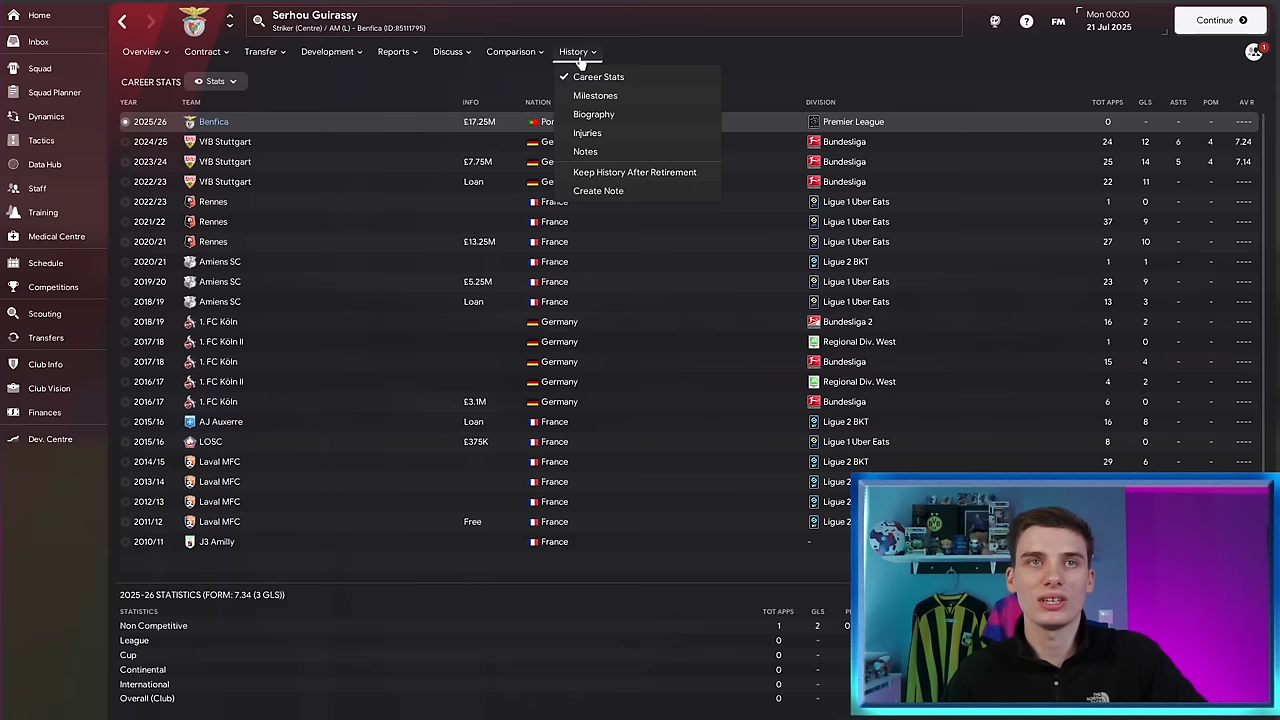 Home
Inbox
Squad
Squad Planner
Dynamics
Tactics
Data Hub
Staff
Training
Medical Centre
Schedule
Competitions
Scouting
Transfers
Club Info
Club Vision
Finances
Dev. Centre
Serhou Guirassy
Striker (Centre) / AM (L) - Benfica (ID:85111795)
FM
Mon 00:00
21 Jul 2025
Continue
1
Overview Contract Transfer Development Reports Discuss Comparison History
Career Stats
Milestones
Biography
Injuries
Notes
Keep History After Retirement
Create Note
CAREER STATS Stats
YEAR TEAM INFO NATION DIVISION TOT APPS GLS ASTS POM AV R
2025/26 Benfica £17.25M Por Premier League 0 - - - ----
2024/25 VfB Stuttgart Ge Bundesliga 24 12 6 4 7.24
2023/24 VfB Stuttgart £7.75M Ge Bundesliga 25 14 5 4 7.14
2022/23 VfB Stuttgart Loan Ge Bundesliga 22 11 - - ----
2022/23 Rennes France Ligue 1 Uber Eats 1 0 - - ----
2021/22 Rennes France Ligue 1 Uber Eats 37 9 - - ----
2020/21 Rennes £13.25M France Ligue 1 Uber Eats 27 10 - - ----
2020/21 Amiens SC France Ligue 2 BKT 1 1 - - ----
2019/20 Amiens SC £5.25M France Ligue 1 Uber Eats 23 9 - - ----
2018/19 Amiens SC Loan France Ligue 1 Uber Eats 13 3 - - ----
2018/19 1. FC Köln Germany Bundesliga 2 16 2 - - ----
2017/18 1. FC Köln II Germany Regional Div. West 1 0 - - ----
2017/18 1. FC Köln Germany Bundesliga 15 4 - - ----
2016/17 1. FC Köln II Germany Regional Div. West 4 2 - - ----
2016/17 1. FC Köln £3.1M Germany Bundesliga 6 0 - - ----
2015/16 AJ Auxerre Loan France Ligue 2 BKT 16 8 - - ----
2015/16 LOSC £375K France Ligue 1 Uber Eats 8 0 - - ----
2014/15 Laval MFC France Ligue 2 BKT 29 6 - - ----
2013/14 Laval MFC France Ligue 2
2012/13 Laval MFC France Ligue 2
2011/12 Laval MFC Free France Ligue 2
2010/11 J3 Amilly France -
2025-26 STATISTICS (FORM: 7.34 (3 GLS))
STATISTICS TOT APPS GLS
Non Competitive 1 2 0
League 0 -
Cup 0 -
Continental 0 -
International 0 -
Overall (Club) 0 -
BVB